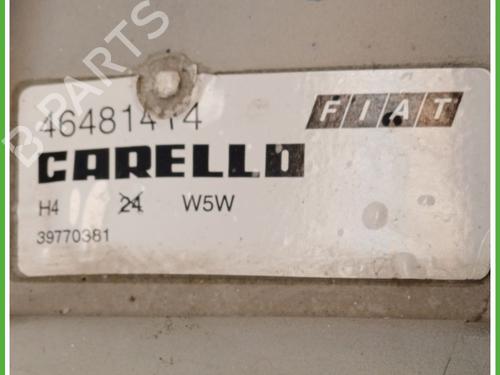 B-PARTS
46481414
FIAT
CARELLO
H4 24 W5W
39770381